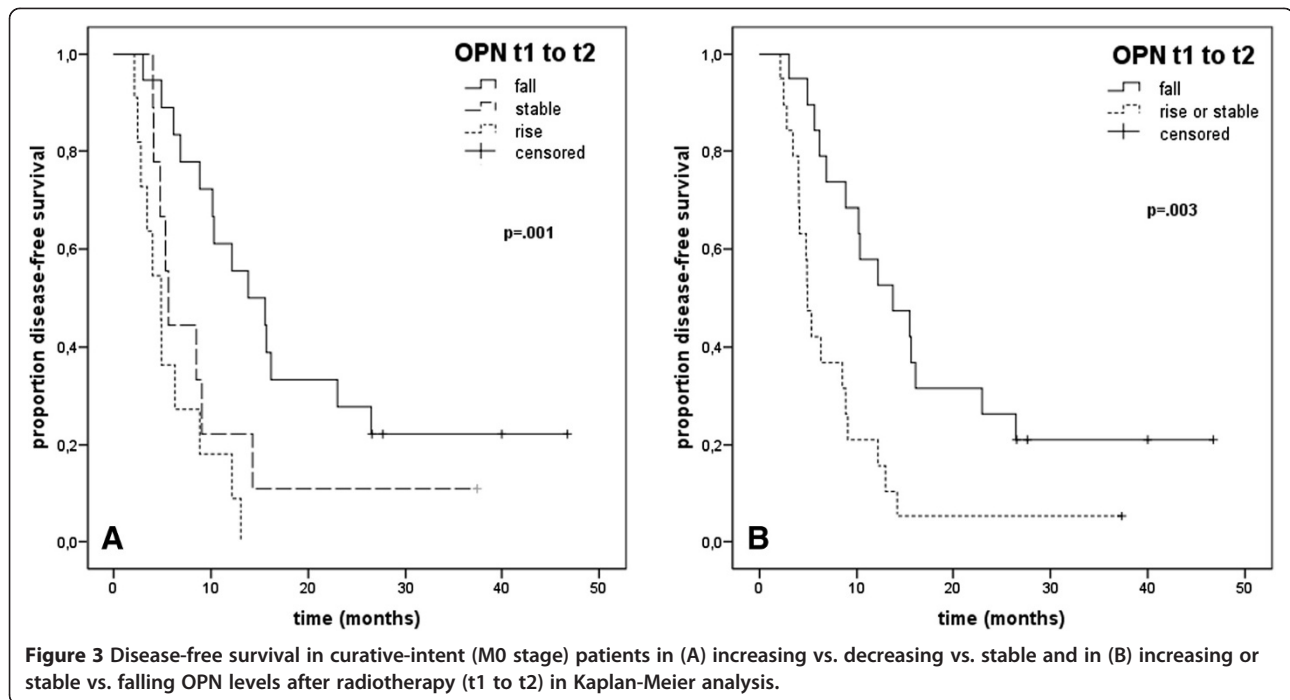 OPN t1 to t2
fall
stable
rise
censored
p=.001
1,0
0,8
0,6
0,4
0,2
0,0
proportion disease-free survival
A
0 10 20 30 40 50
time (months)
OPN t1 to t2
fall
rise or stable
censored
p=.003
1,0
0,8
0,6
0,4
0,2
0,0
proportion disease-free survival
B
0 10 20 30 40 50
time (months)
Figure 3 Disease-free survival in curative-intent (M0 stage) patients in (A) increasing vs. decreasing vs. stable and in (B) increasing or
stable vs. falling OPN levels after radiotherapy (t1 to t2) in Kaplan-Meier analysis.